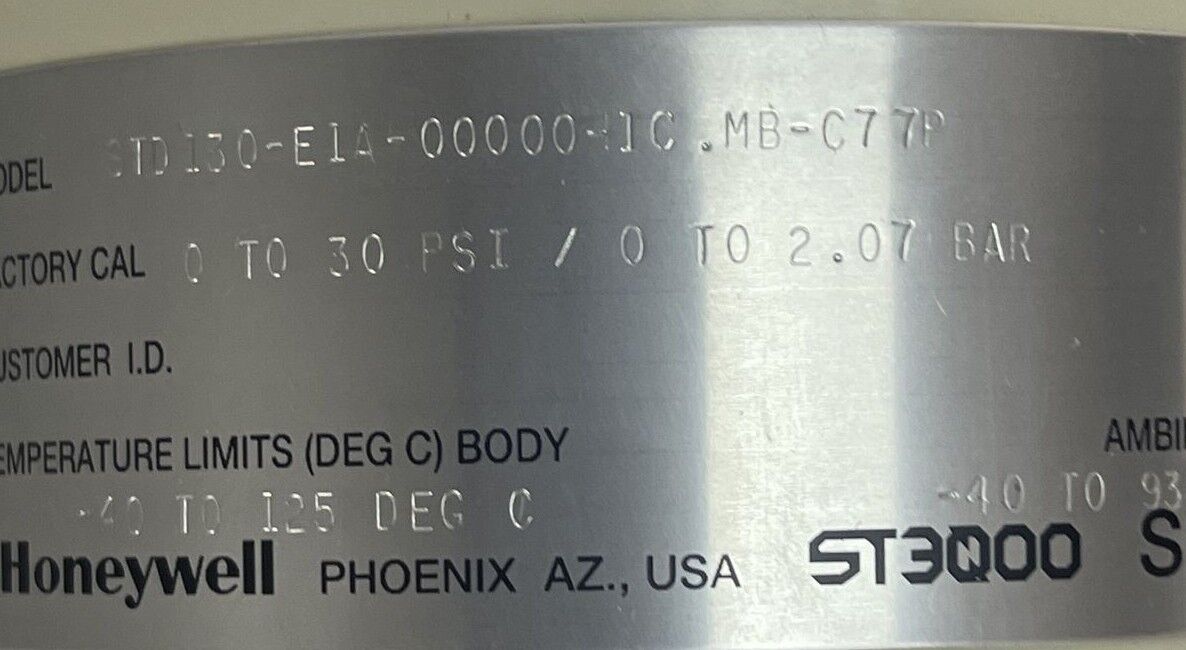 ODEL STD130-E1A-00000-1C.MB-C77P
CTORY CAL 0 TO 30 PSI / 0 TO 2.07 BAR
USTOMER I.D.
EMPERATURE LIMITS (DEG C) BODY AMBI
-40 TO 125 DEG C -40 TO 93
Honeywell PHOENIX AZ., USA ST3000 S